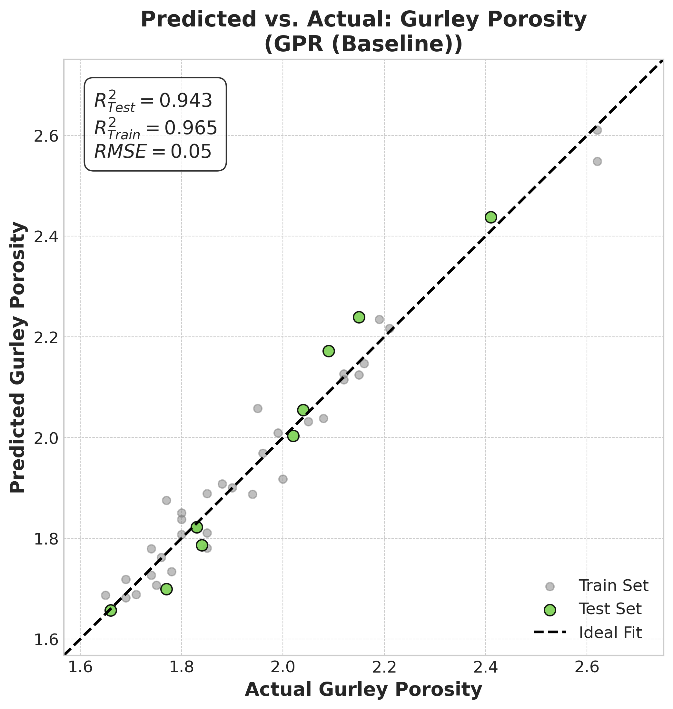 Predicted vs. Actual: Gurley Porosity
(GPR (Baseline))
R²_Test = 0.943
R²_Train = 0.965
RMSE = 0.05
Predicted Gurley Porosity
2.6
2.4
2.2
2.0
1.8
1.6
Train Set
Test Set
Ideal Fit
1.6 1.8 2.0 2.2 2.4 2.6
Actual Gurley Porosity